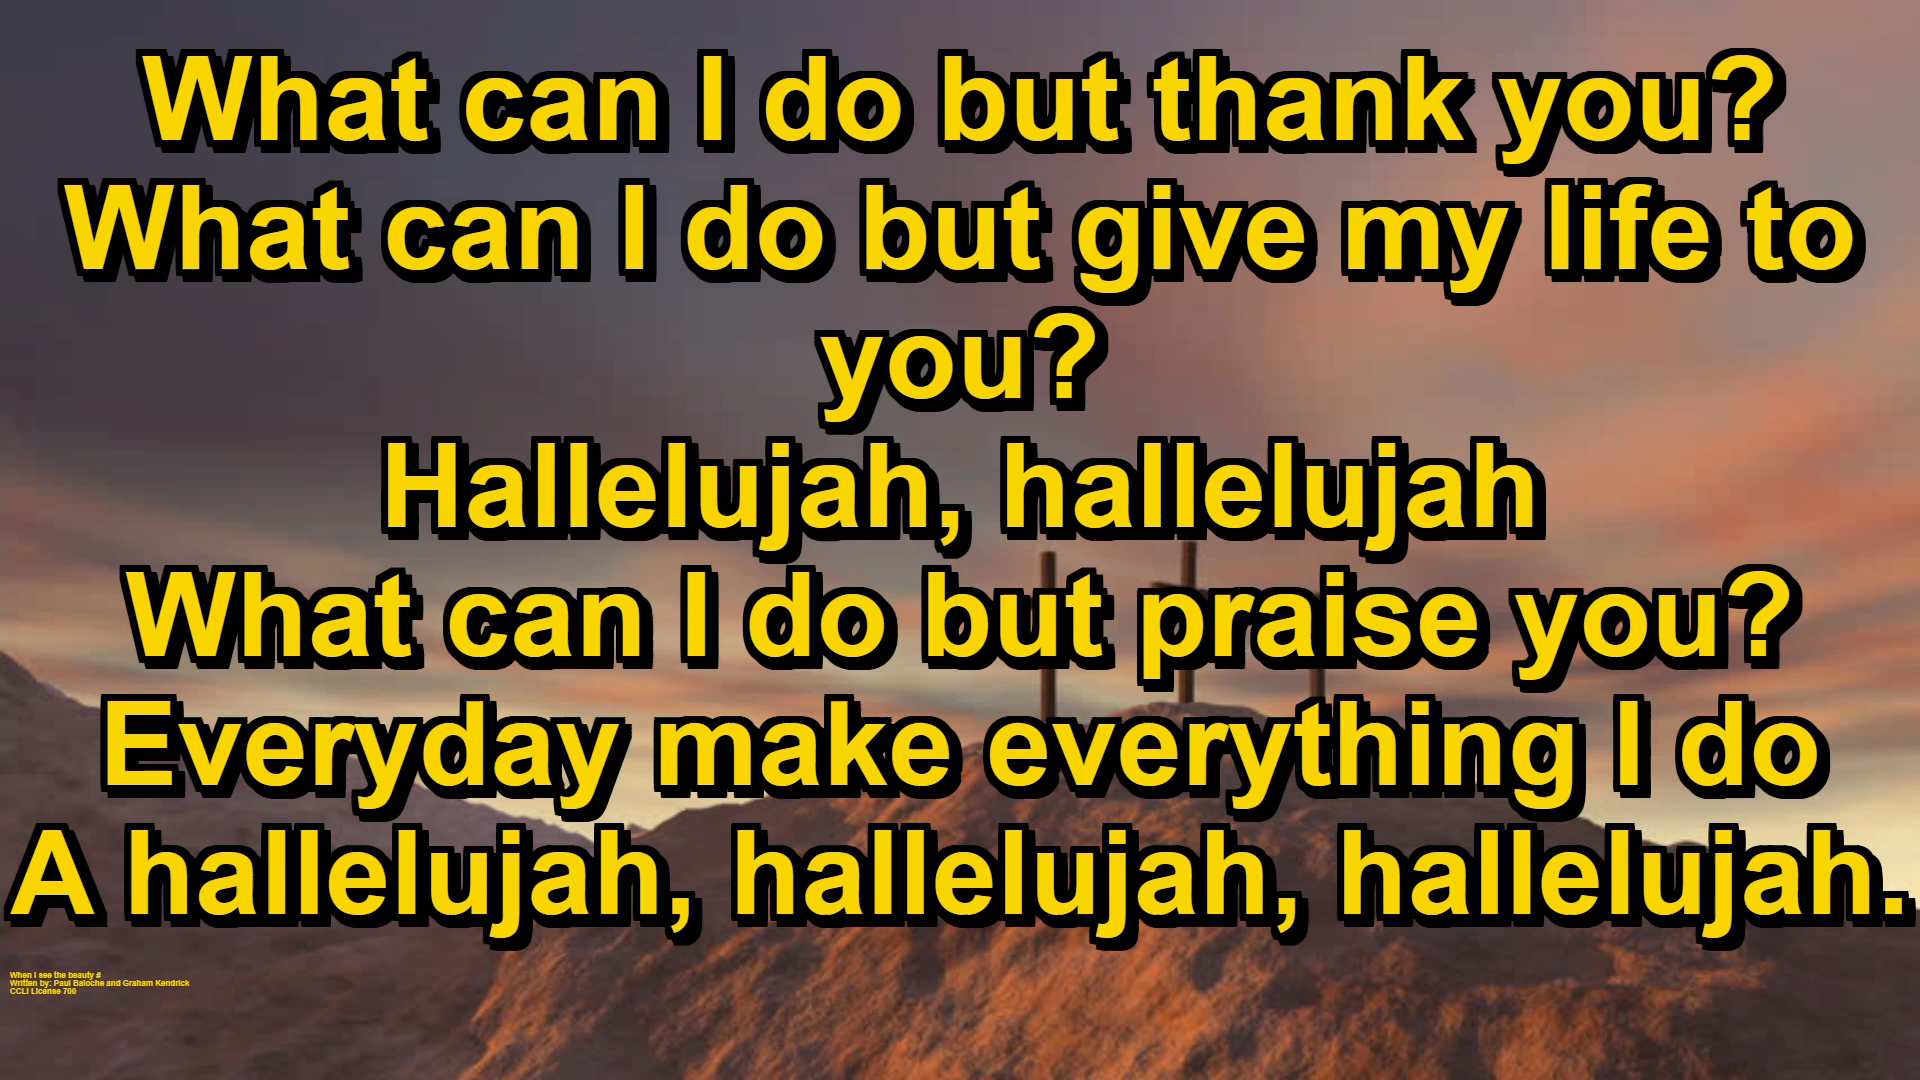 What can I do but thank you?
What can I do but give my life to
you?
Hallelujah, hallelujah
What can I do but praise you?
Everyday make everything I do
A hallelujah, hallelujah, hallelujah.
When I see the beauty #
Written by: Paul Baloche and Graham Kendrick
CCLI License 700